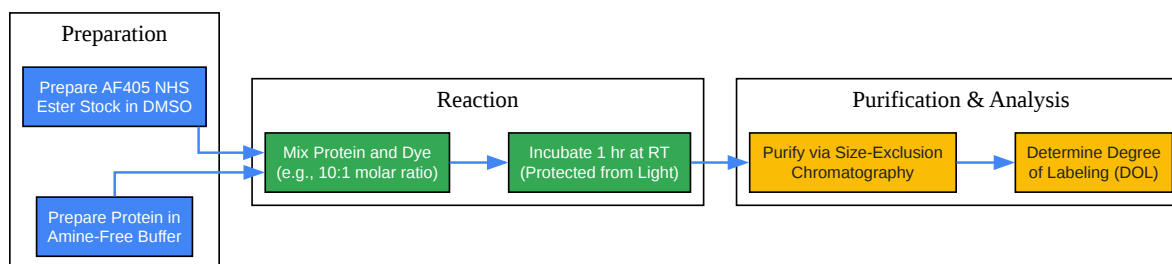 Preparation
Prepare AF405 NHS
Ester Stock in DMSO
Prepare Protein in
Amine-Free Buffer
Reaction
Mix Protein and Dye
(e.g., 10:1 molar ratio)
Incubate 1 hr at RT
(Protected from Light)
Purification & Analysis
Purify via Size-Exclusion
Chromatography
Determine Degree
of Labeling (DOL)